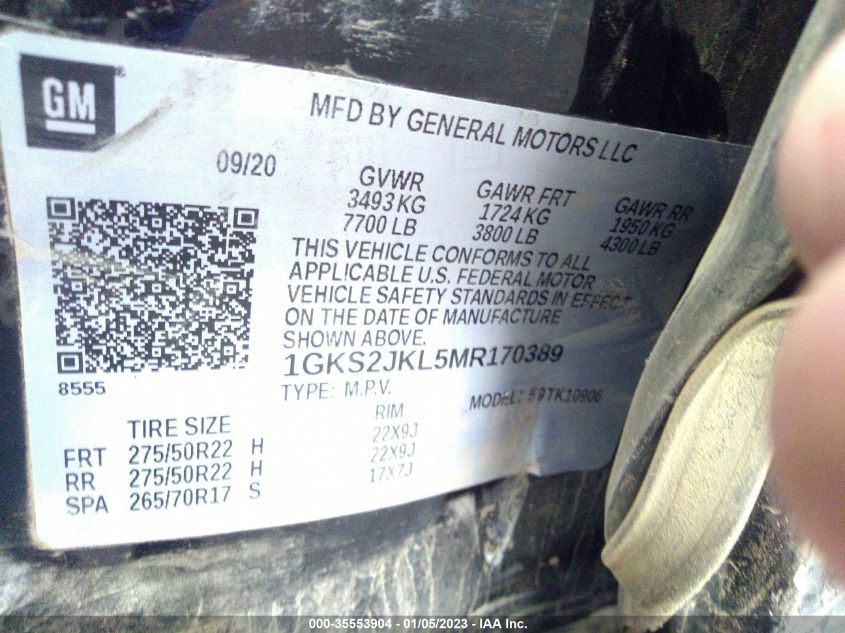 GM
MFD BY GENERAL MOTORS LLC
09/20
GVWR GAWR FRT GAWR RR
3493 KG 1724 KG 1950 KG
7700 LB 3800 LB 4300 LB
THIS VEHICLE CONFORMS TO ALL
APPLICABLE U.S. FEDERAL MOTOR
VEHICLE SAFETY STANDARDS IN EFFECT
ON THE DATE OF MANUFACTURE
SHOWN ABOVE.
1GKS2JKL5MR170389
8555
TYPE: M.P.V. MODEL: 59TK10906
TIRE SIZE RIM
FRT 275/50R22 H 22X9J
RR 275/50R22 H 22X9J
SPA 265/70R17 S 17X7J
000-35553904 - 01/05/2023 - IAA Inc.